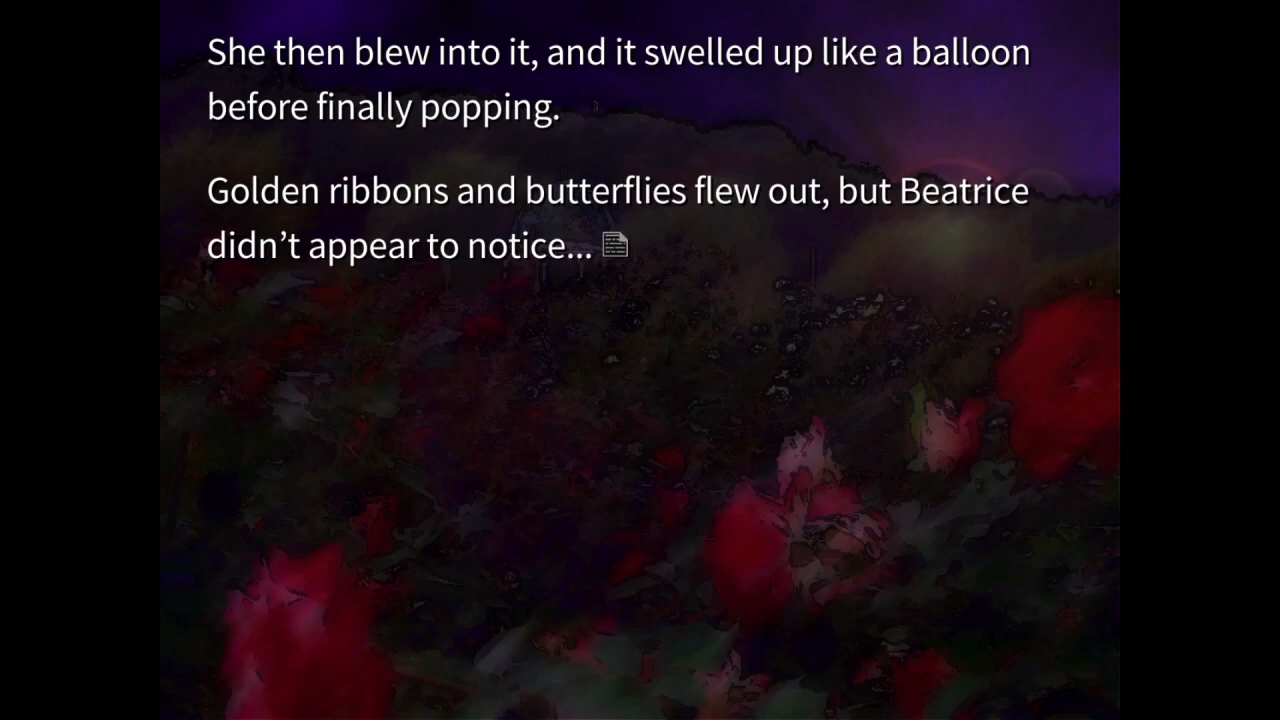 She then blew into it, and it swelled up like a balloon
before finally popping.
Golden ribbons and butterflies flew out, but Beatrice
didn’t appear to notice...